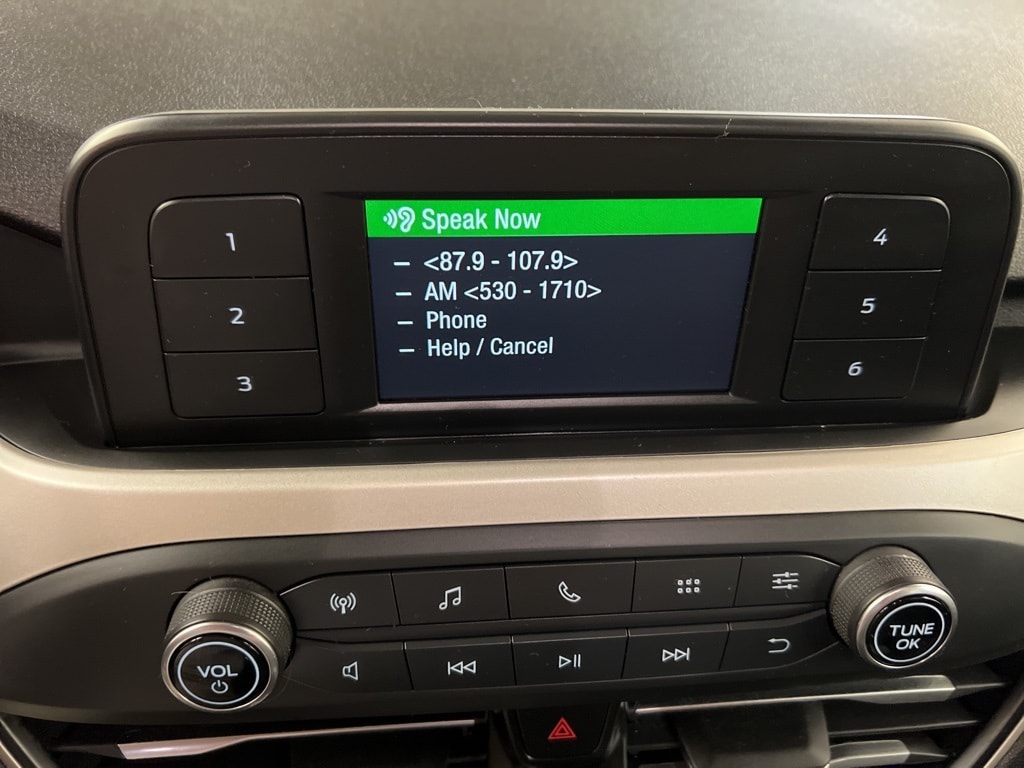 Speak Now
1
4
– <87.9 - 107.9>
– AM <530 - 1710>
2
5
– Phone
– Help / Cancel
3
6
VOL
TUNE
OK